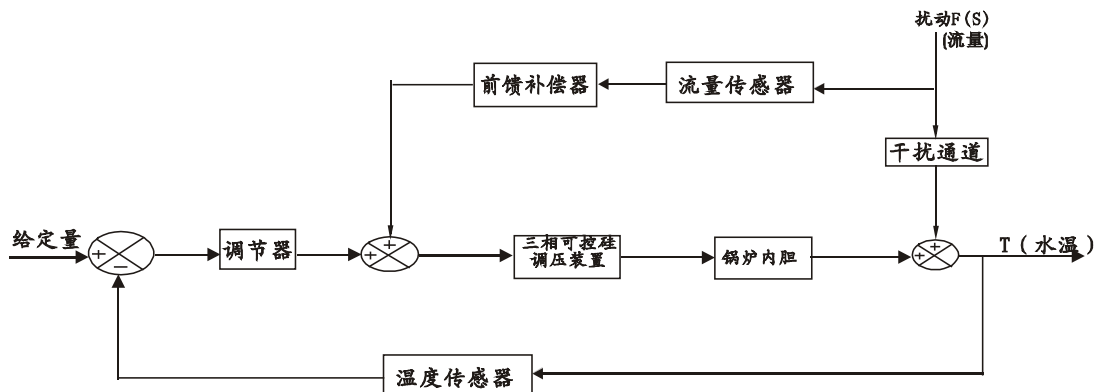 扰动F(S)
(流量)
前馈补偿器
流量传感器
干扰通道
给定量
调节器
三相可控硅
调压装置
锅炉内胆
T(水温)
温度传感器
+
−
+
+
+
+